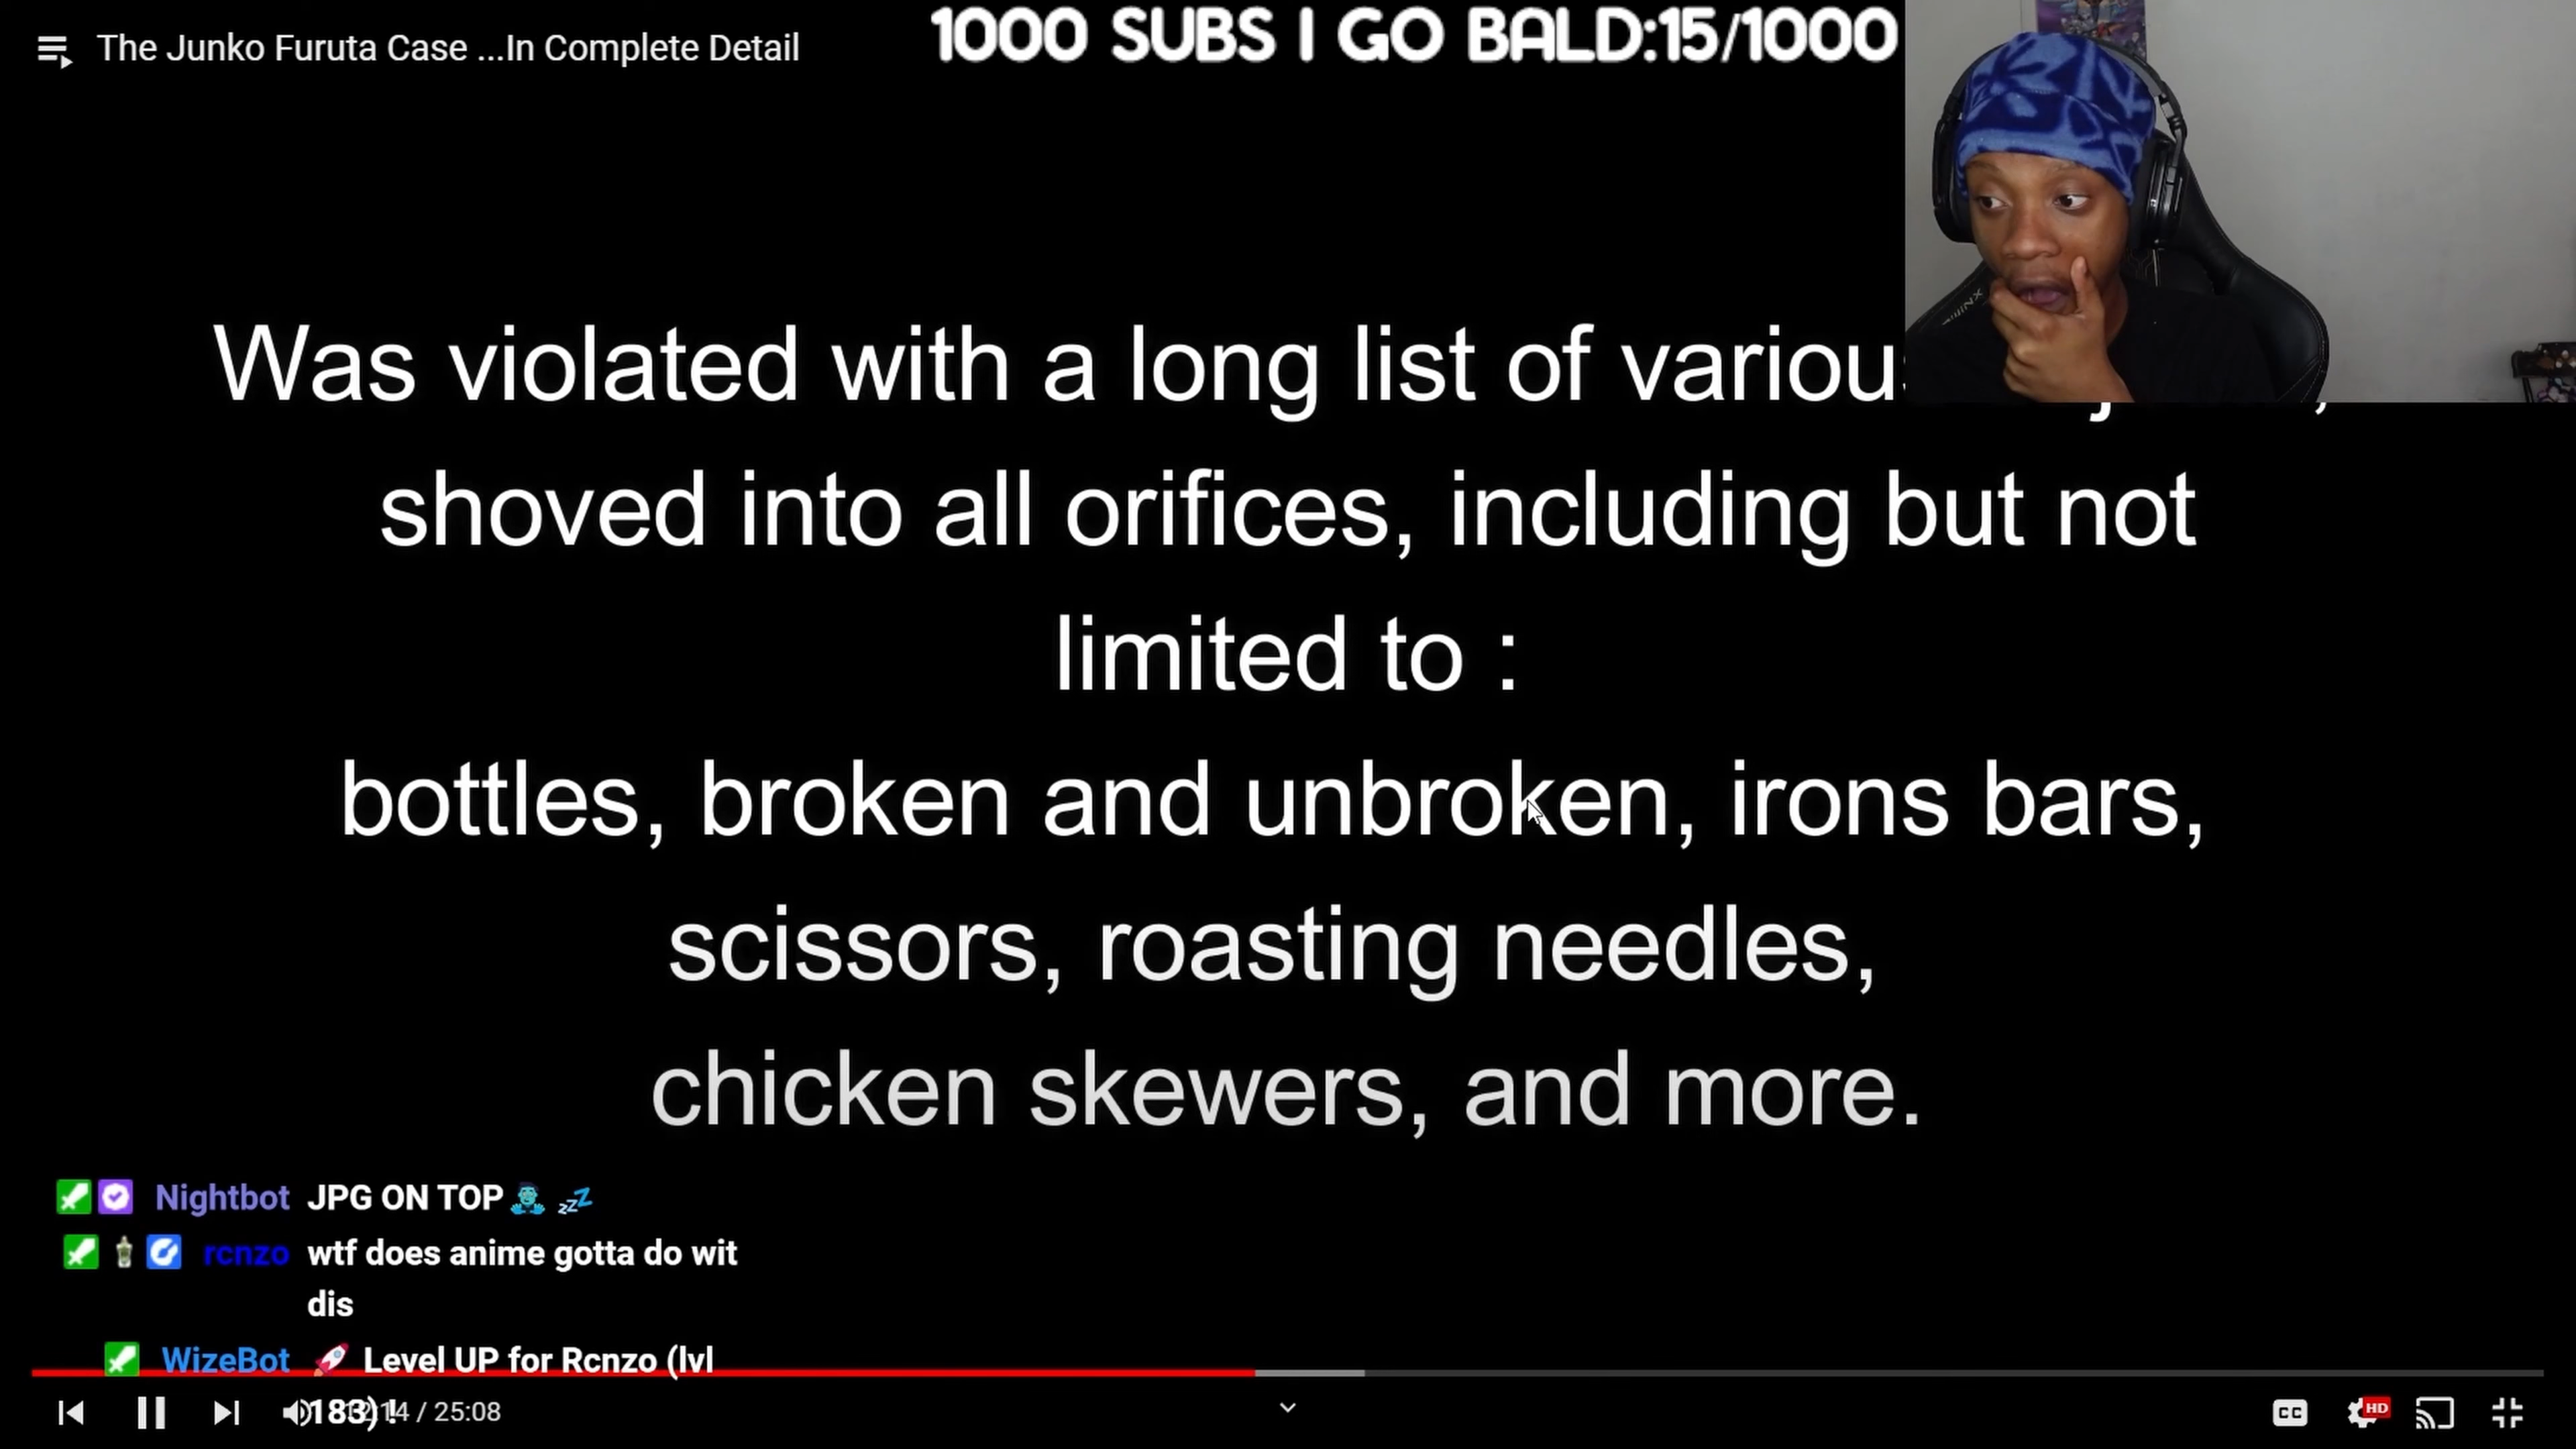 The Junko Furuta Case ...In Complete Detail
1000 SUBS I GO BALD:15/1000
Was violated with a long list of
shoved into all orifices, including but not
limited to :
bottles, broken and unbroken, irons bars,
scissors, roasting needles,
chicken skewers, and more.
Nightbot JPG ON TOP
rcnzo wtf does anime gotta do wit
dis
WizeBot Level UP for Rcnzo (lvl
183) !
/ 25:08
CC
HD